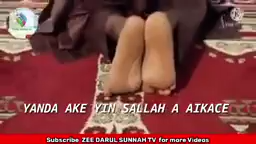 YANDA AKE YIN SALLAH A AIKACE
Subscribe ZEE DARUL SUNNAH TV for more Videos